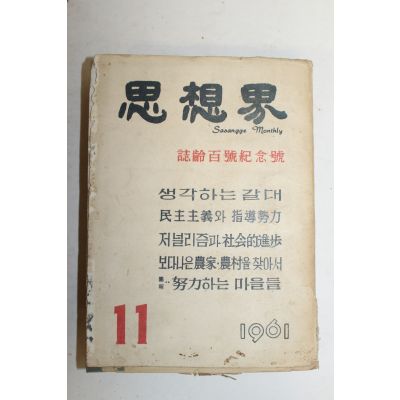 思想界
Sasangge Monthly
誌齡百號紀念號
생각하는 갈대
民主主義와 指導勢力
저널리즘과 社会的進步
보다나은 農家·農村을 찾아서
努力하는 마을들
11
1961